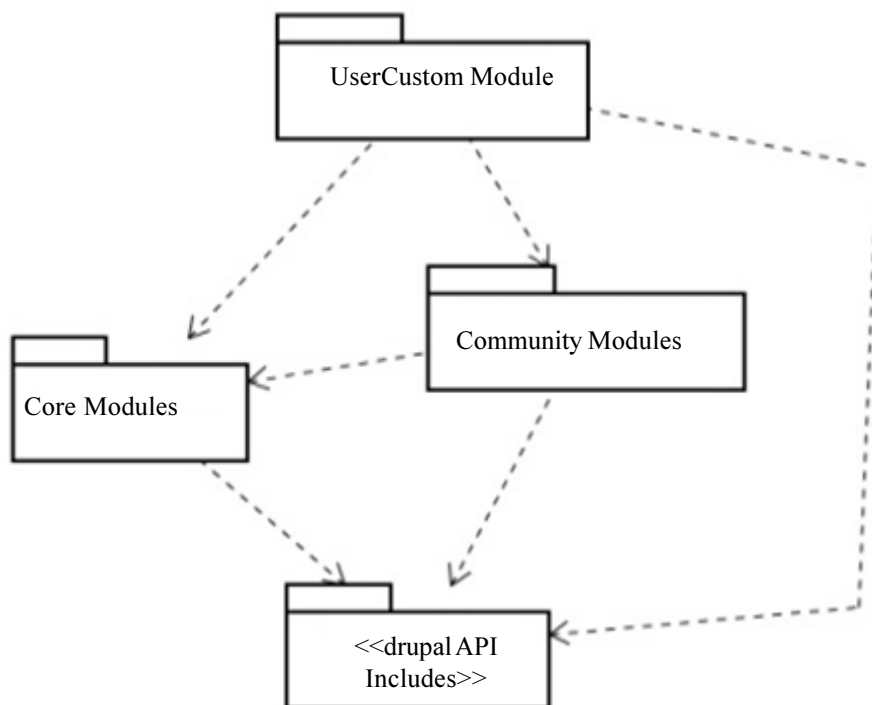 UserCustom Module
Community Modules
Core Modules
<<drupal API
Includes>>